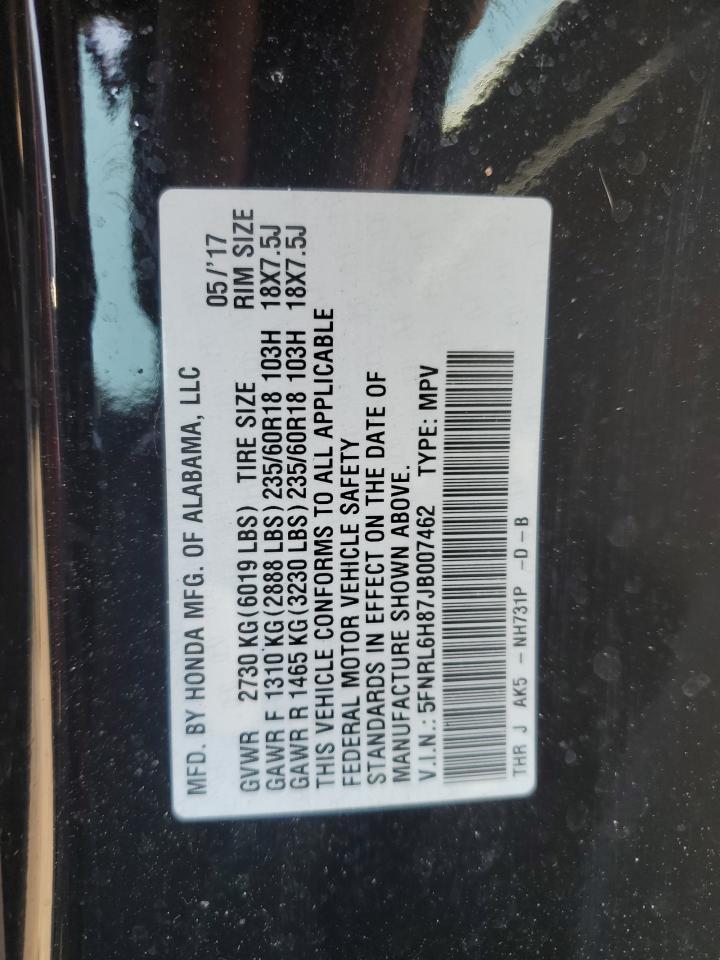 MFD. BY HONDA MFG. OF ALABAMA, LLC
05/'17
GVWR 2730 KG(6019 LBS) TIRE SIZE RIM SIZE
GAWR F 1310 KG(2888 LBS) 235/60R18 103H 18X7.5J
GAWR R 1465 KG(3230 LBS) 235/60R18 103H 18X7.5J
THIS VEHICLE CONFORMS TO ALL APPLICABLE
FEDERAL MOTOR VEHICLE SAFETY
STANDARDS IN EFFECT ON THE DATE OF
MANUFACTURE SHOWN ABOVE.
V.I.N.: 5FNRL6H87JB007462 TYPE: MPV
THR J AK5 - NH731P -D-B